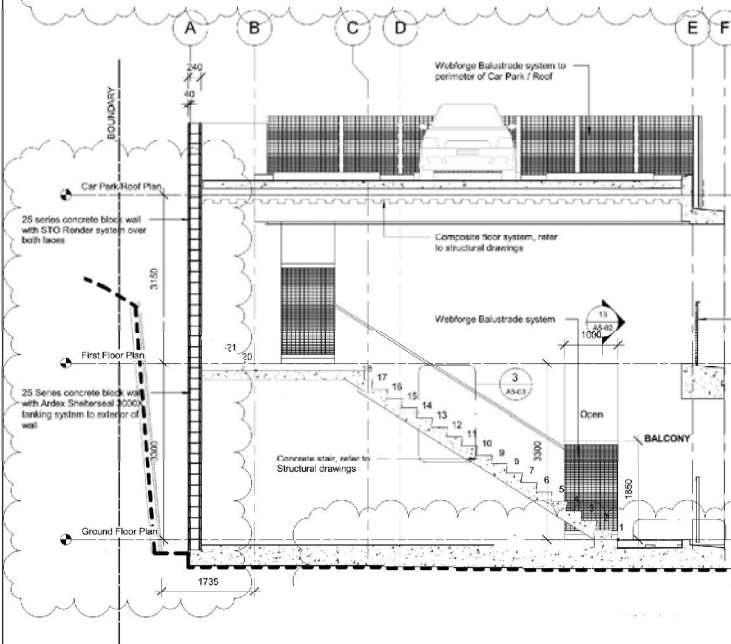 A
B
C
D
E
F
240
40
BOUNDARY
Webforge Balustrade system to
perimeter of Car Park / Roof
Car Park/Roof Plan
25 series concrete block wall
with STO Render system over
both faces
Composite floor system, refer
to structural drawings
3150
Webforge Balustrade system
13
A5-02
1000
21
20
First Floor Plan
18
17
16
15
14
13
12
11
10
9
8
7
6
5
4
3
2
1
3
A5-03
25 Series concrete block wall
with Ardex Shelterseal 3000X
tanking system to exterior of
wall
Open
BALCONY
3300
3300
1850
Concrete stair, refer to
Structural drawings
Ground Floor Plan
1735